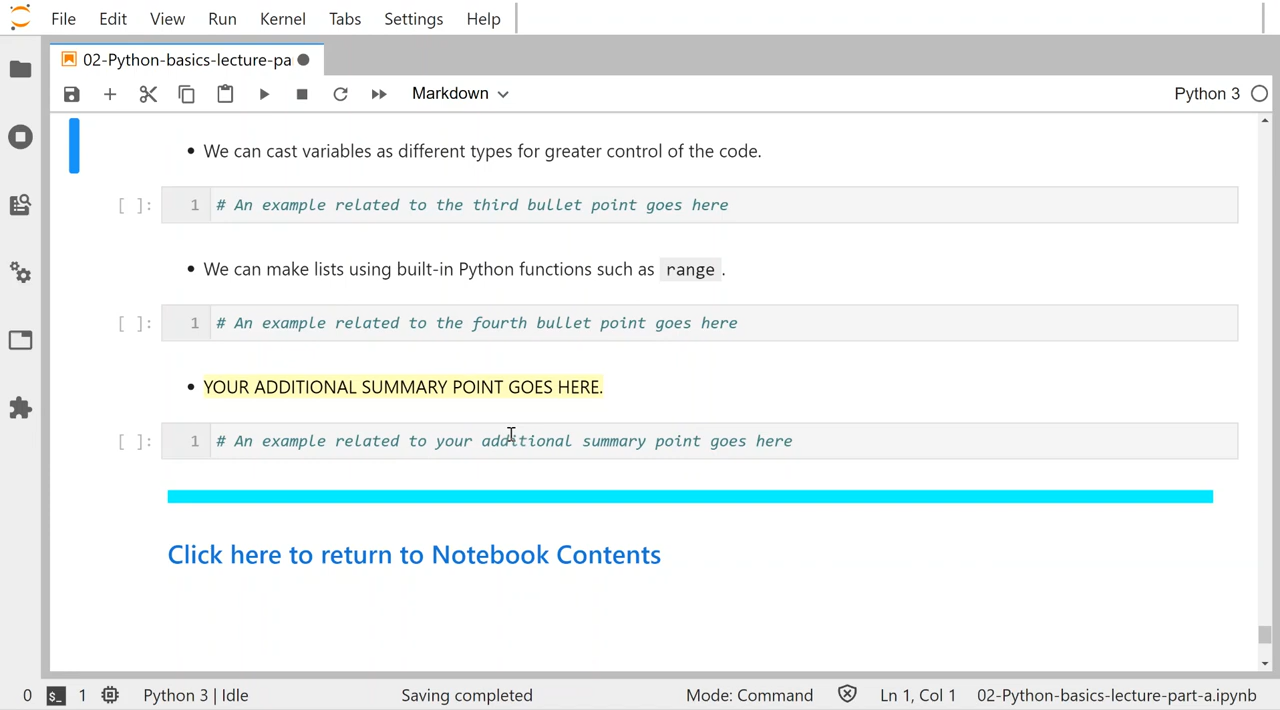 File Edit View Run Kernel Tabs Settings Help
02-Python-basics-lecture-pa
Markdown Python 3
• We can cast variables as different types for greater control of the code.
[ ]: 1 # An example related to the third bullet point goes here
• We can make lists using built-in Python functions such as range .
[ ]: 1 # An example related to the fourth bullet point goes here
• YOUR ADDITIONAL SUMMARY POINT GOES HERE.
[ ]: 1 # An example related to your additional summary point goes here
Click here to return to Notebook Contents
0 $_ 1 Python 3 | Idle Saving completed Mode: Command Ln 1, Col 1 02-Python-basics-lecture-part-a.ipynb